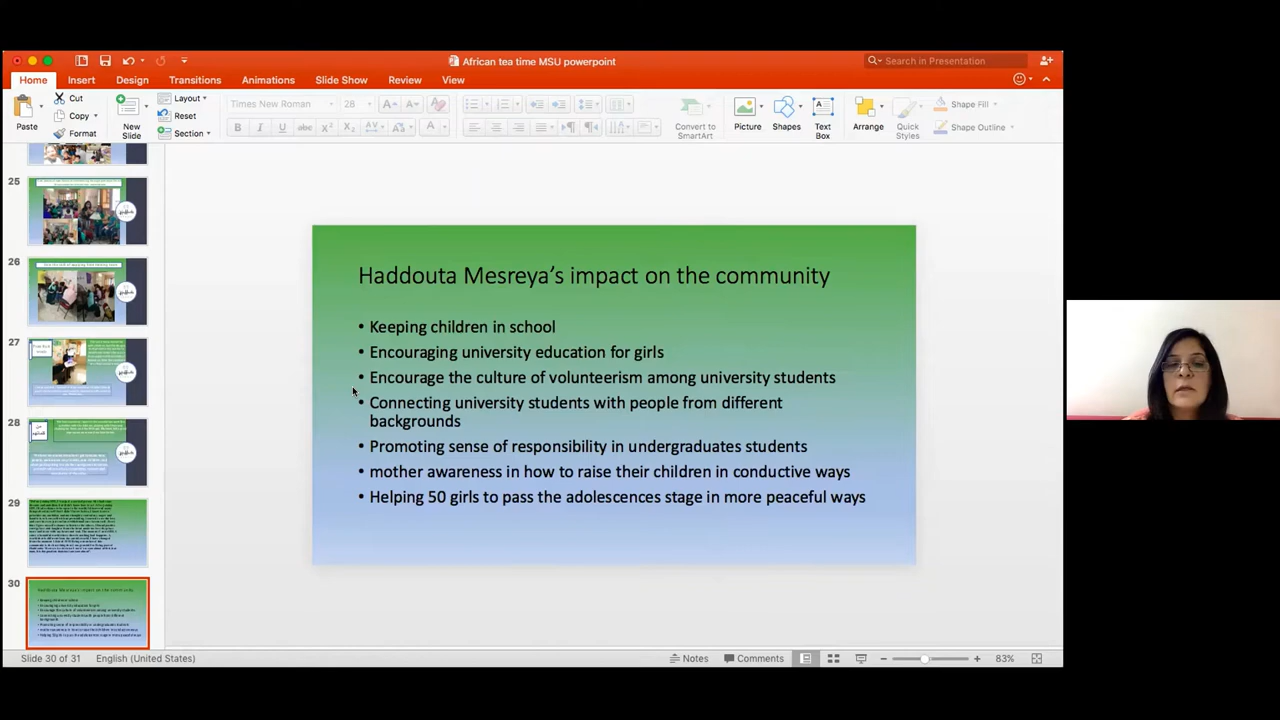 African tea time MSU powerpoint
Search in Presentation
Home Insert Design Transitions Animations Slide Show Review View
Cut
Copy
Format
Paste
New
Slide
Layout
Reset
Section
Times New Roman 28
Convert to
SmartArt
Picture
Shapes
Text
Box
Arrange
Quick
Styles
Shape Fill
Shape Outline
25
26
27
28
29
30
Haddouta Mesreya's impact on the community
• Keeping children in school
• Encouraging university education for girls
• Encourage the culture of volunteerism among university students
• Connecting university students with people from different
backgrounds
• Promoting sense of responsibility in undergraduates students
• mother awareness in how to raise their children in conductive ways
• Helping 50 girls to pass the adolescences stage in more peaceful ways
Slide 30 of 31 English (United States)
Notes Comments 83%